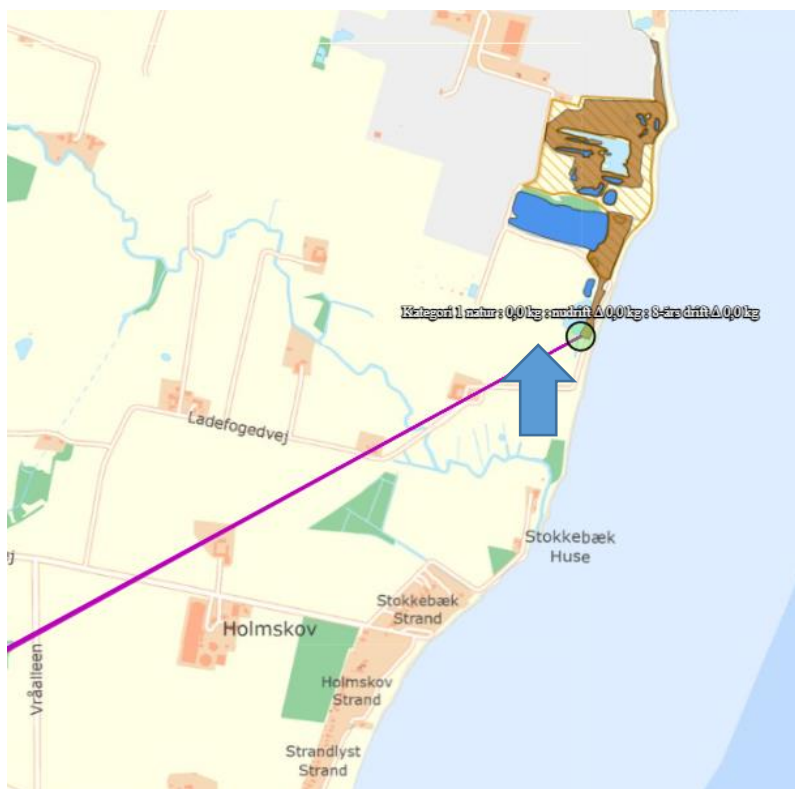 Kategori 1 natur : 0,0 kg : nudrift Δ 0,0 kg : 8-års drift Δ 0,0 kg
Ladefogedvej
Stokkebæk
Huse
Stokkebæk
Strand
Holmskov
Vråalleen
Holmskov
Strand
Strandlyst
Strand